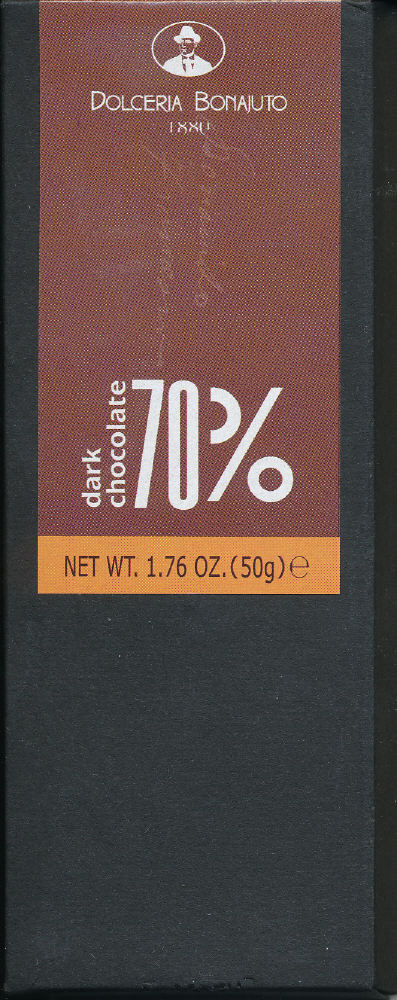 DOLCERIA BONAJUTO
1880
dark
chocolate
70%
NET WT. 1.76 OZ. (50g) ℮